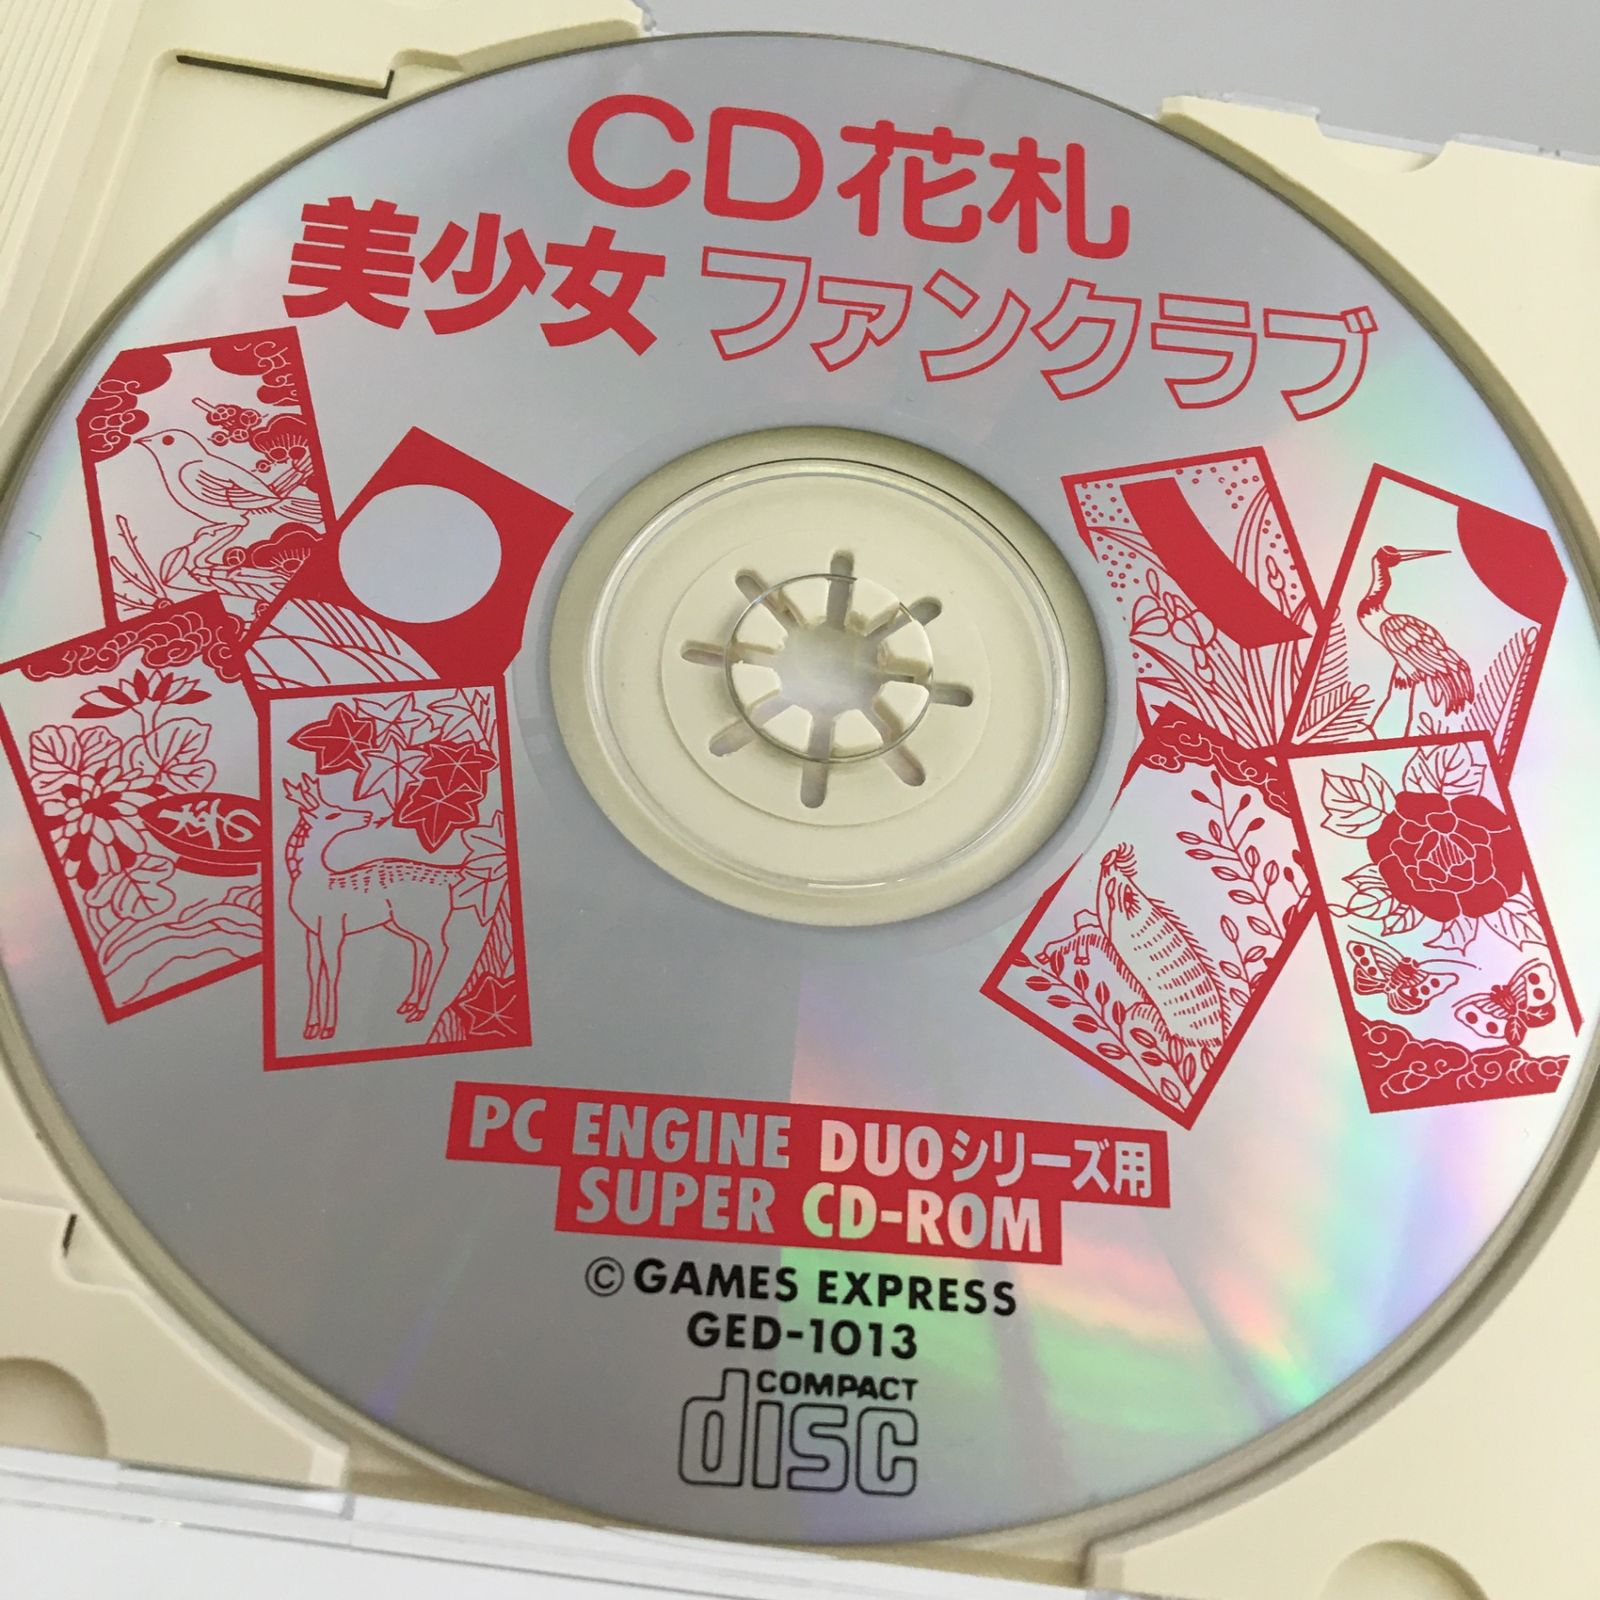 CD花札
美少女 ファンクラブ
PC ENGINE DUOシリーズ用
SUPER CD-ROM
© GAMES EXPRESS
GED-1013
COMPACT
disc